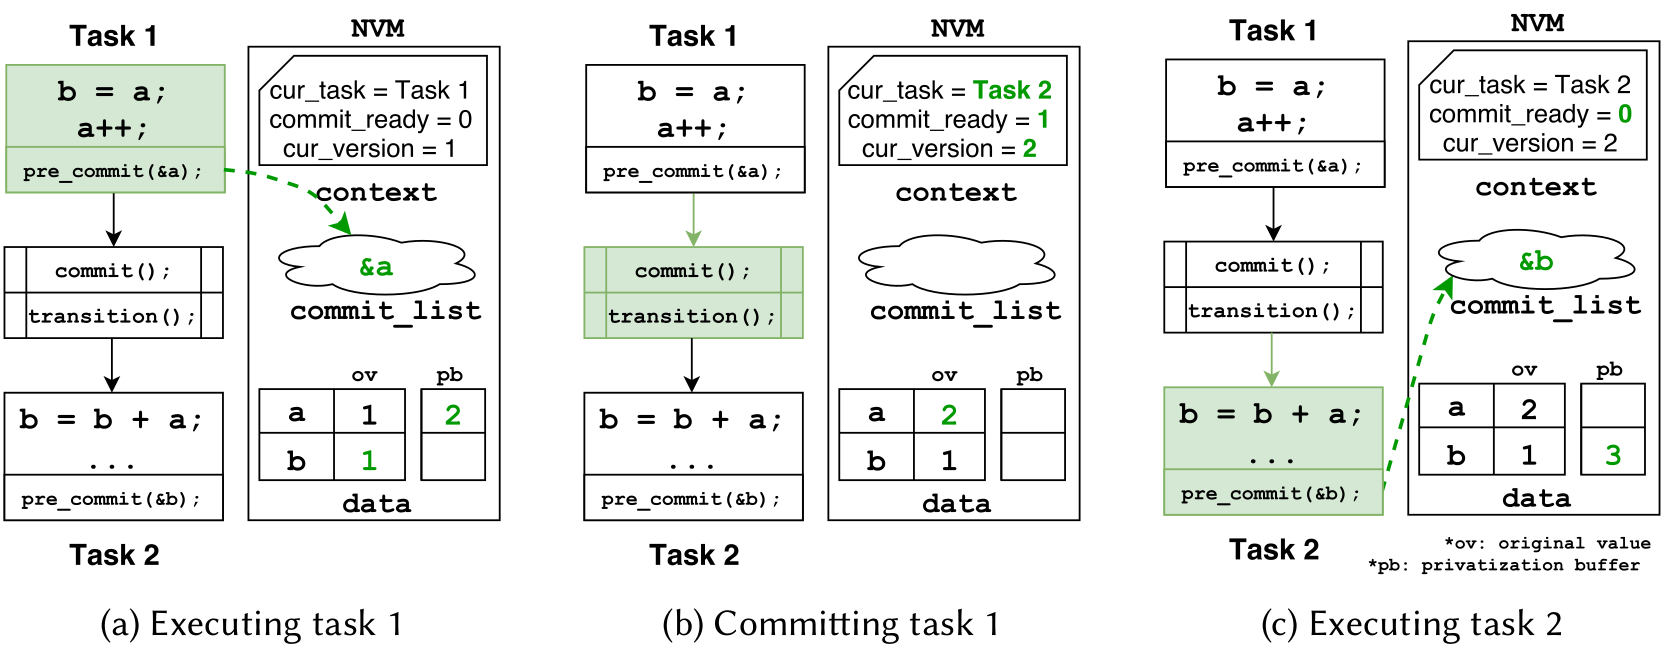 Task 1
b = a;
a++;
pre_commit(&a);
commit();
transition();
b = b + a;
...
pre_commit(&b);
Task 2
NVM
cur_task = Task 1
commit_ready = 0
cur_version = 1
context
&a
commit_list
ov pb
a 1 2
b 1
data
(a) Executing task 1
Task 1
b = a;
a++;
pre_commit(&a);
commit();
transition();
b = b + a;
...
pre_commit(&b);
Task 2
NVM
cur_task = Task 2
commit_ready = 1
cur_version = 2
context
commit_list
ov pb
a 2
b 1
data
(b) Committing task 1
Task 1
b = a;
a++;
pre_commit(&a);
commit();
transition();
b = b + a;
...
pre_commit(&b);
Task 2
NVM
cur_task = Task 2
commit_ready = 0
cur_version = 2
context
&b
commit_list
ov pb
a 2
b 1 3
data
*ov: original value
*pb: privatization buffer
(c) Executing task 2